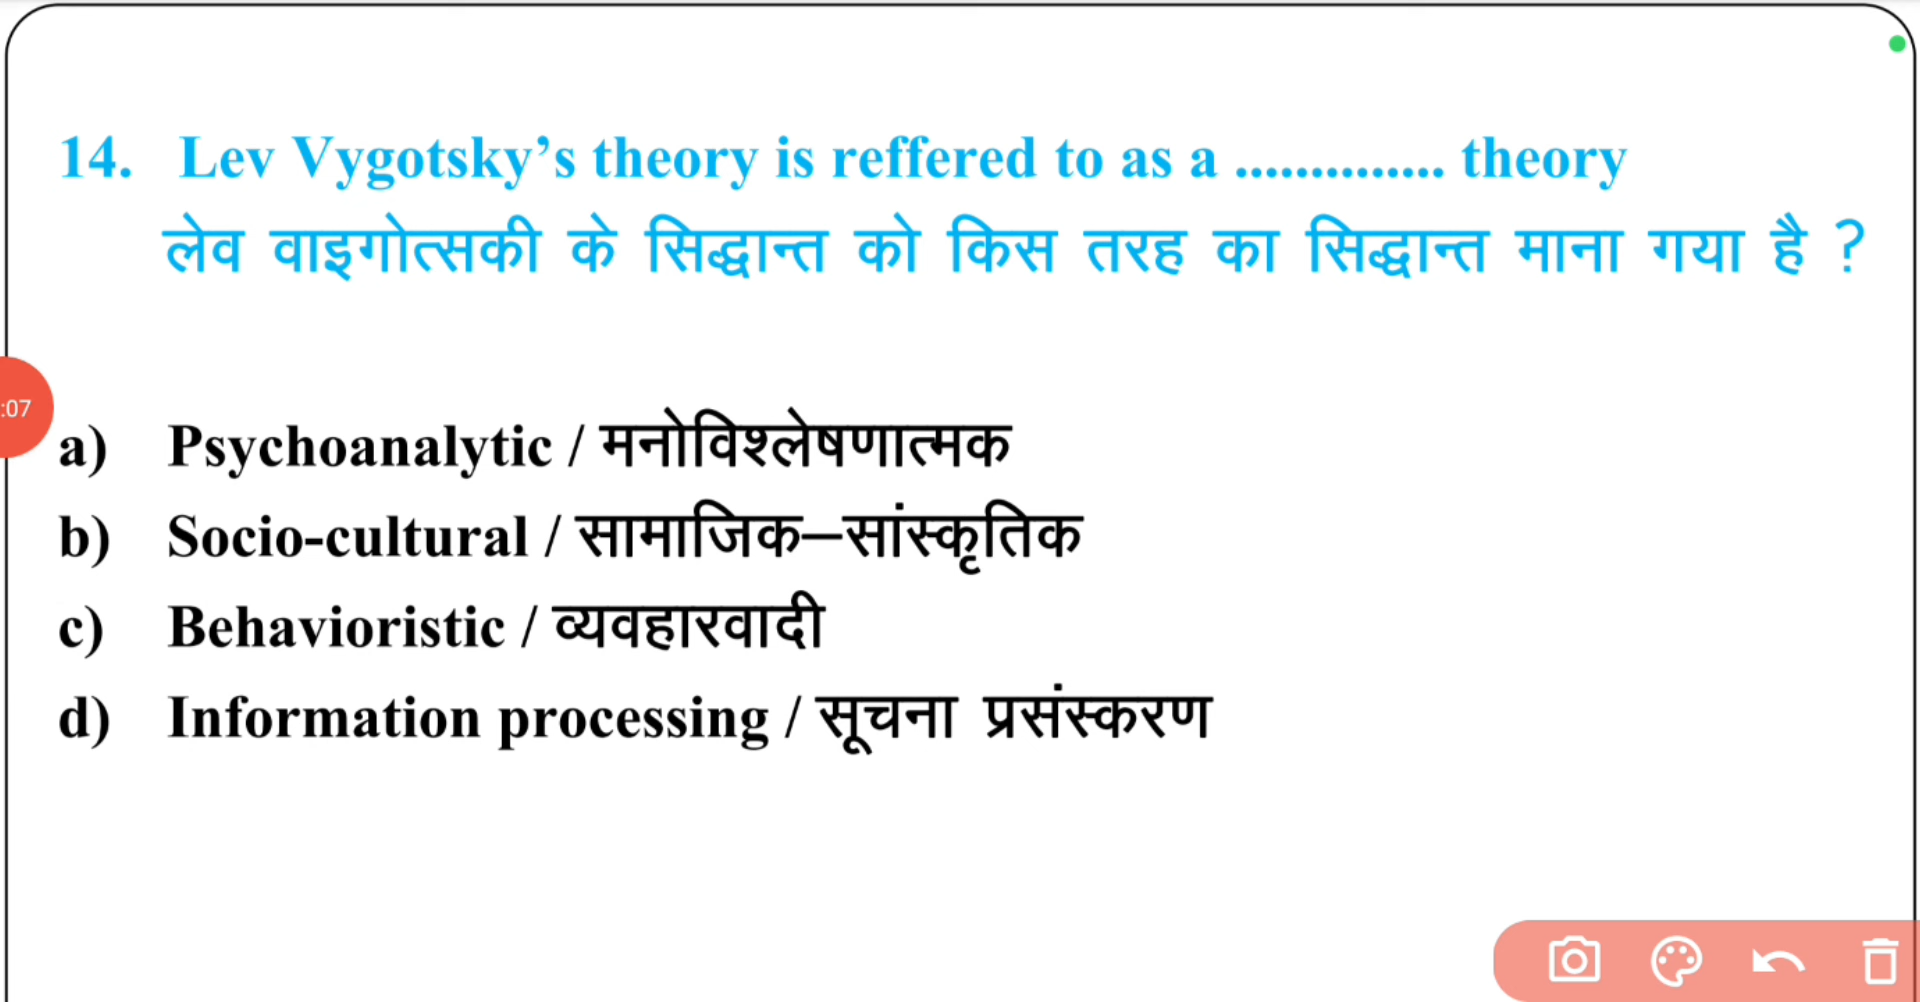 14. Lev Vygotsky’s theory is reffered to as a .............. theory
लेव वाइगोत्सकी के सिद्धान्त को किस तरह का सिद्धान्त माना गया है ?
:07
a) Psychoanalytic / मनोविश्लेषणात्मक
b) Socio-cultural / सामाजिक–सांस्कृतिक
c) Behavioristic / व्यवहारवादी
d) Information processing / सूचना प्रसंस्करण